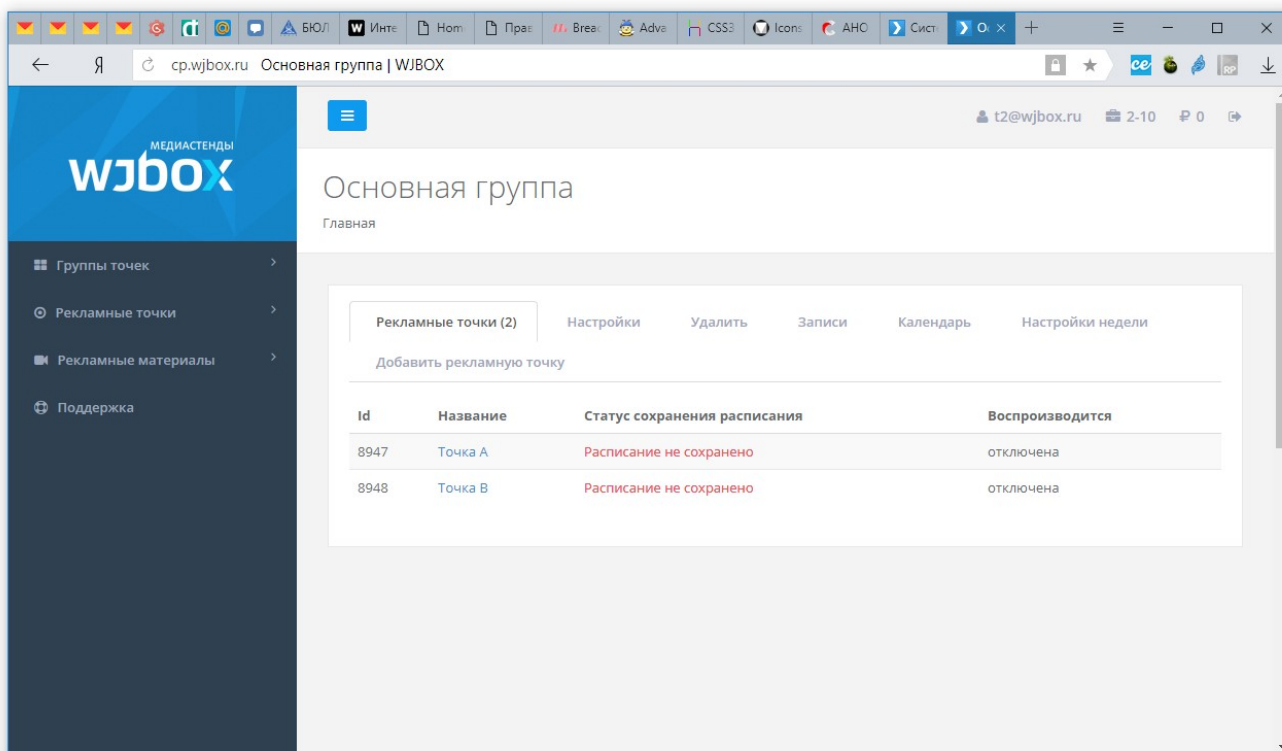 БЮЛ Инте Hom Прав Breac Adva CSS3 Icons АНО Сист Ос
Я cp.wjbox.ru Основная группа | WJBOX
t2@wjbox.ru 2-10 ₽ 0
МЕДИАСТЕНДЫ
WJBOX
Основная группа
Главная
Группы точек
Рекламные точки
Рекламные материалы
Поддержка
Рекламные точки (2) Настройки Удалить Записи Календарь Настройки недели
Добавить рекламную точку
Id Название Статус сохранения расписания Воспроизводится
8947 Точка A Расписание не сохранено отключена
8948 Точка B Расписание не сохранено отключена